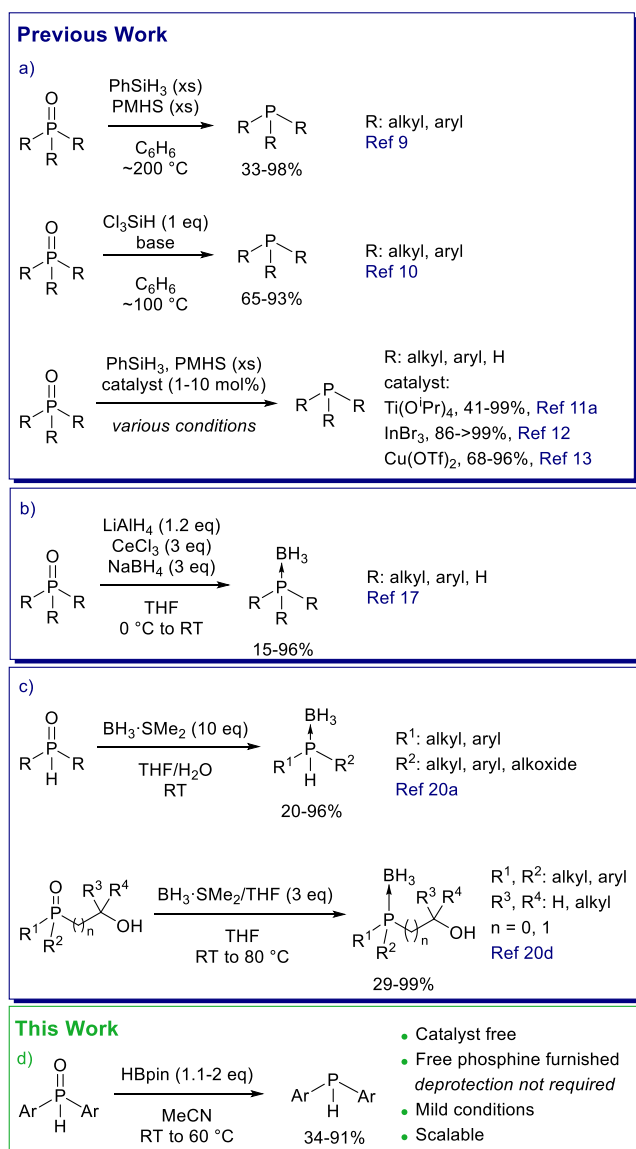 Previous Work
a)
O
P
R R
R
PhSiH3 (xs)
PMHS (xs)
C6H6
~200 °C
P
R R
R
33-98%
R: alkyl, aryl
Ref 9
O
P
R R
R
Cl3SiH (1 eq)
base
C6H6
~100 °C
P
R R
R
65-93%
R: alkyl, aryl
Ref 10
O
P
R R
R
PhSiH3, PMHS (xs)
catalyst (1-10 mol%)
various conditions
P
R R
R
R: alkyl, aryl, H
catalyst:
Ti(OiPr)4, 41-99%, Ref 11a
InBr3, 86->99%, Ref 12
Cu(OTf)2, 68-96%, Ref 13
b)
O
P
R R
R
LiAlH4 (1.2 eq)
CeCl3 (3 eq)
NaBH4 (3 eq)
THF
0 °C to RT
BH3
P
R R
R
15-96%
R: alkyl, aryl, H
Ref 17
c)
O
P
R R
H
BH3·SMe2 (10 eq)
THF/H2O
RT
BH3
P
R1 R2
H
20-96%
R1: alkyl, aryl
R2: alkyl, aryl, alkoxide
Ref 20a
O R3 R4
P
R1 ( )n OH
R2
BH3·SMe2/THF (3 eq)
THF
RT to 80 °C
BH3
R3 R4
P
R1 ( )n OH
R2
29-99%
R1, R2: alkyl, aryl
R3, R4: H, alkyl
n = 0, 1
Ref 20d
This Work
d)
O
P
Ar Ar
H
HBpin (1.1-2 eq)
MeCN
RT to 60 °C
P
Ar Ar
H
34-91%
• Catalyst free
• Free phosphine furnished
deprotection not required
• Mild conditions
• Scalable